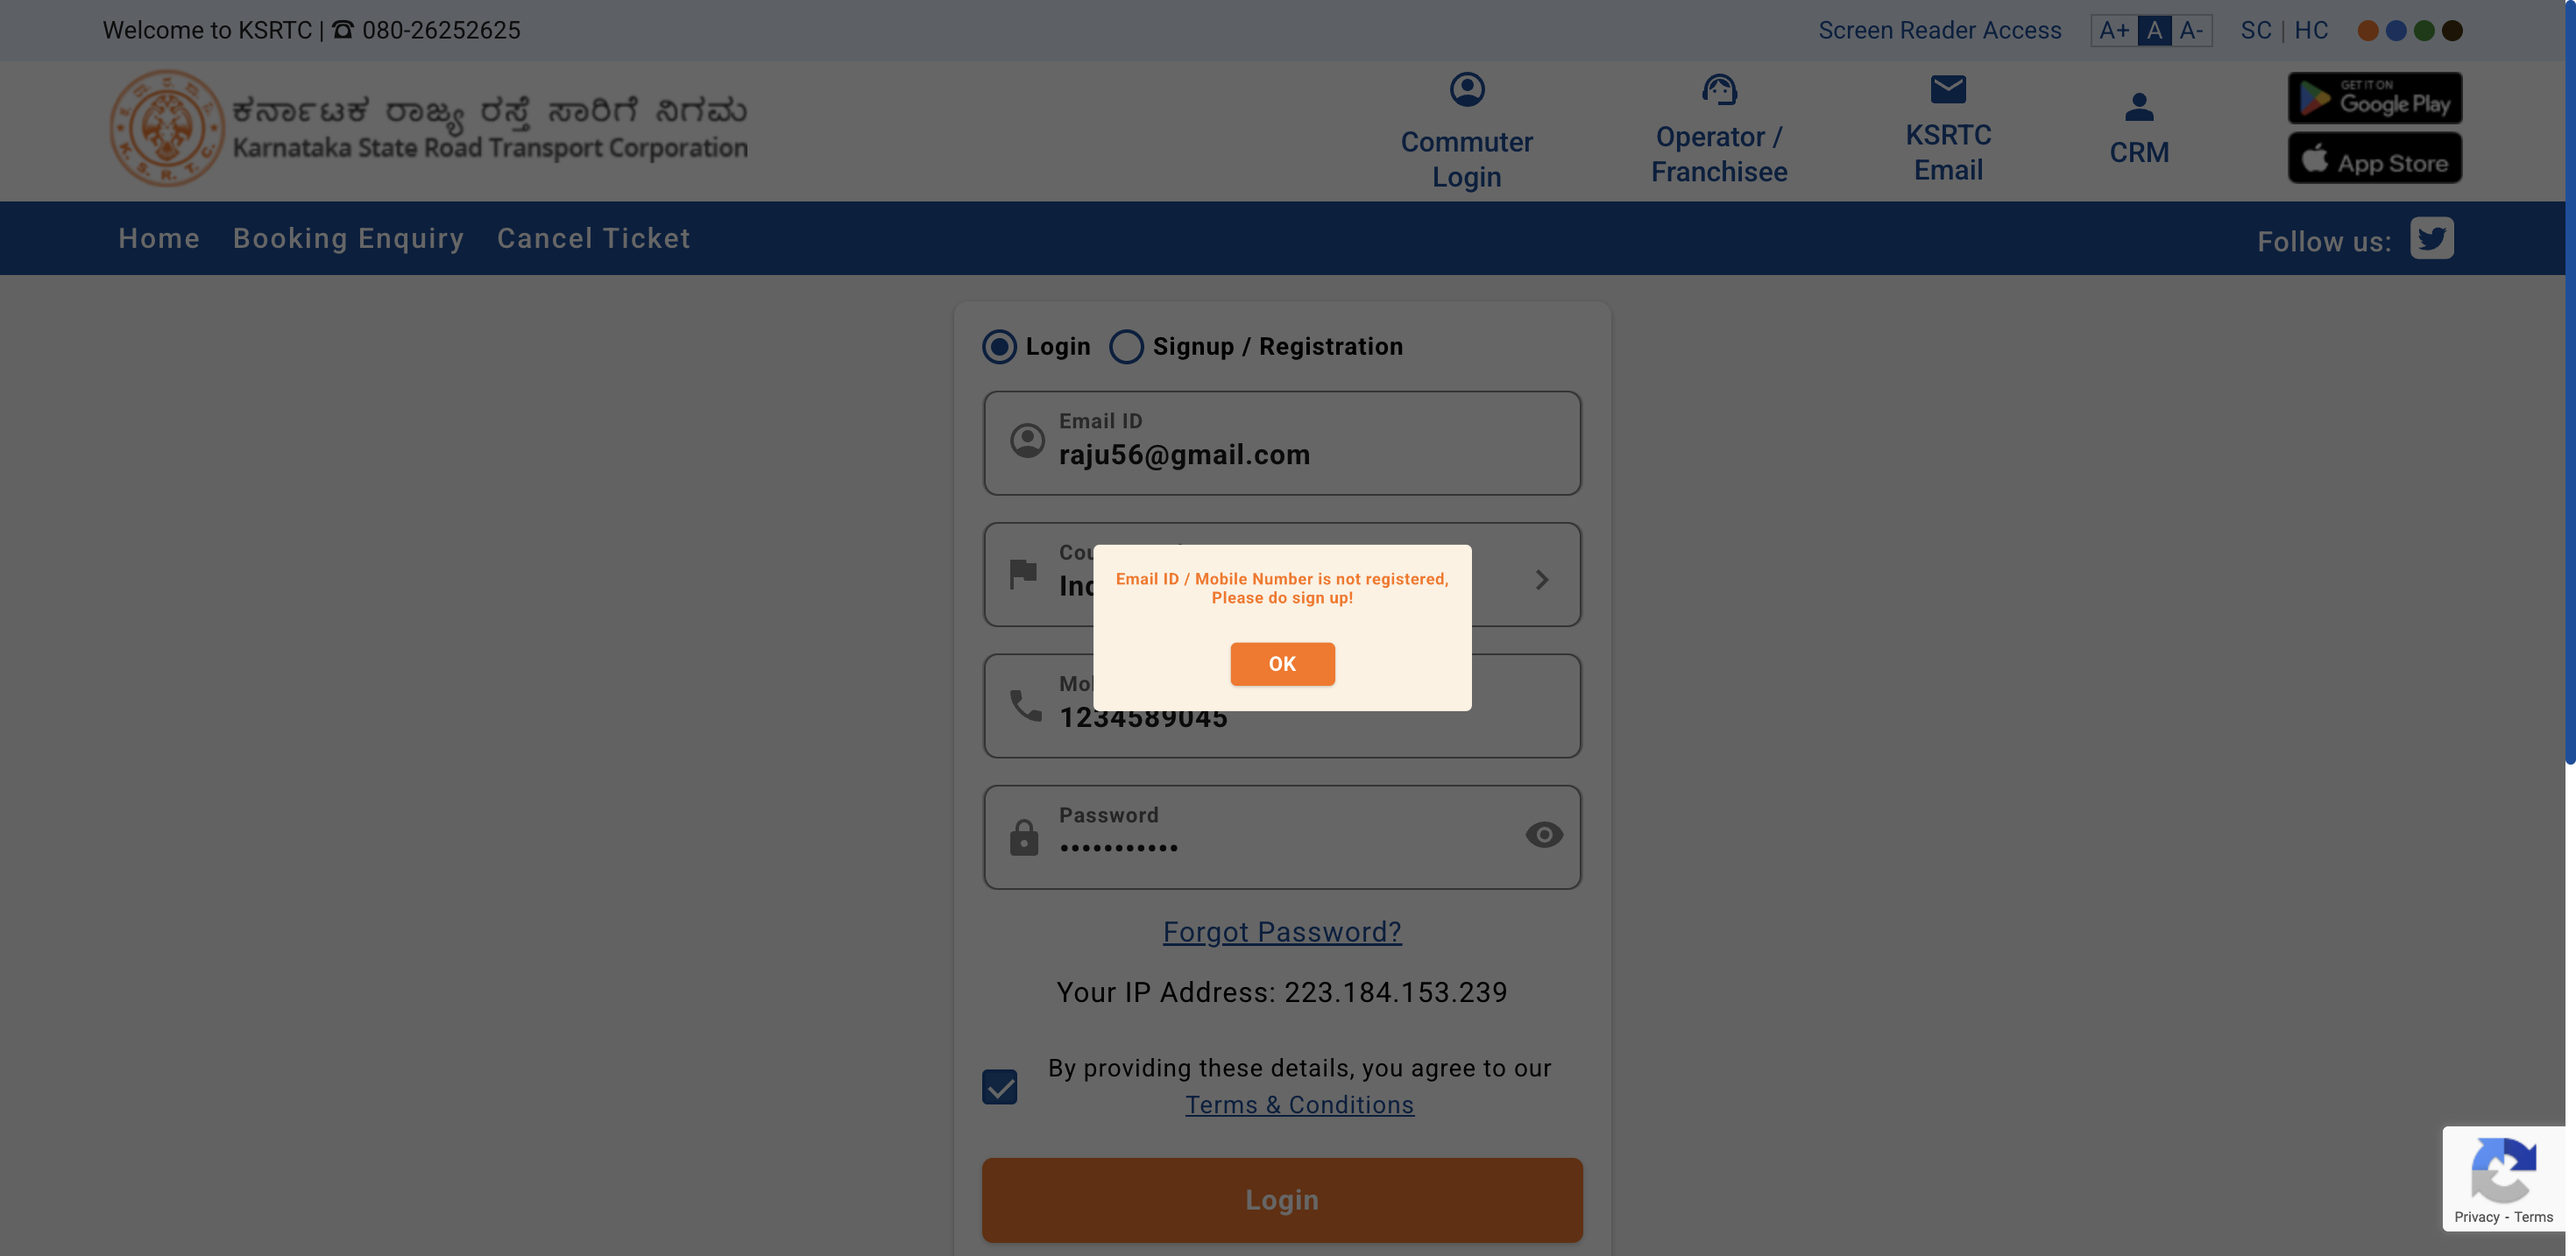 Welcome to KSRTC | ☎ 080-26252625
Screen Reader Access
A+ A A-
SC | HC
ಕರ್ನಾಟಕ ರಾಜ್ಯ ರಸ್ತೆ ಸಾರಿಗೆ ನಿಗಮ
Karnataka State Road Transport Corporation
K. S. R. T. C.
Commuter
Login
Operator /
Franchisee
KSRTC
Email
CRM
GET IT ON
Google Play
App Store
Home Booking Enquiry Cancel Ticket
Follow us:
Login Signup / Registration
Email ID
raju56@gmail.com
Email ID / Mobile Number is not registered,
Please do sign up!
OK
1234589045
Password
Forgot Password?
Your IP Address: 223.184.153.239
By providing these details, you agree to our
Terms & Conditions
Login
Privacy - Terms